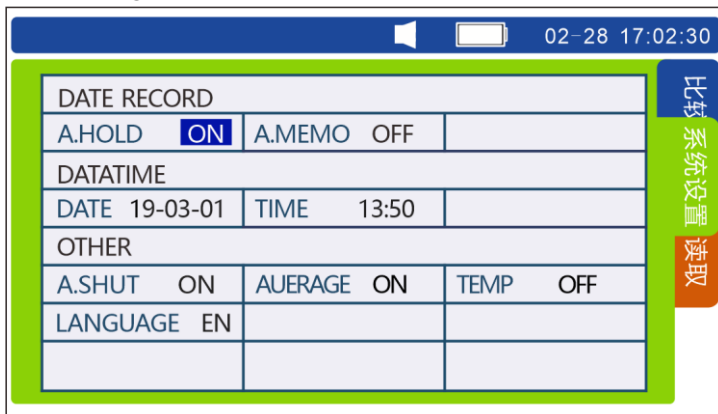 02-28 17:02:30
DATE RECORD
A.HOLD ON A.MEMO OFF
DATATIME
DATE 19-03-01 TIME 13:50
OTHER
A.SHUT ON AUERAGE ON TEMP OFF
LANGUAGE EN
比较
系统设置
读取